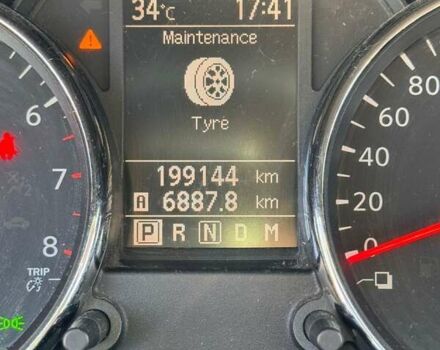 34°C 17:41
Maintenance
Tyre
199144 km
A 6887.8 km
P R N D M
6
7
8
TRIP
80
60
40
20
0